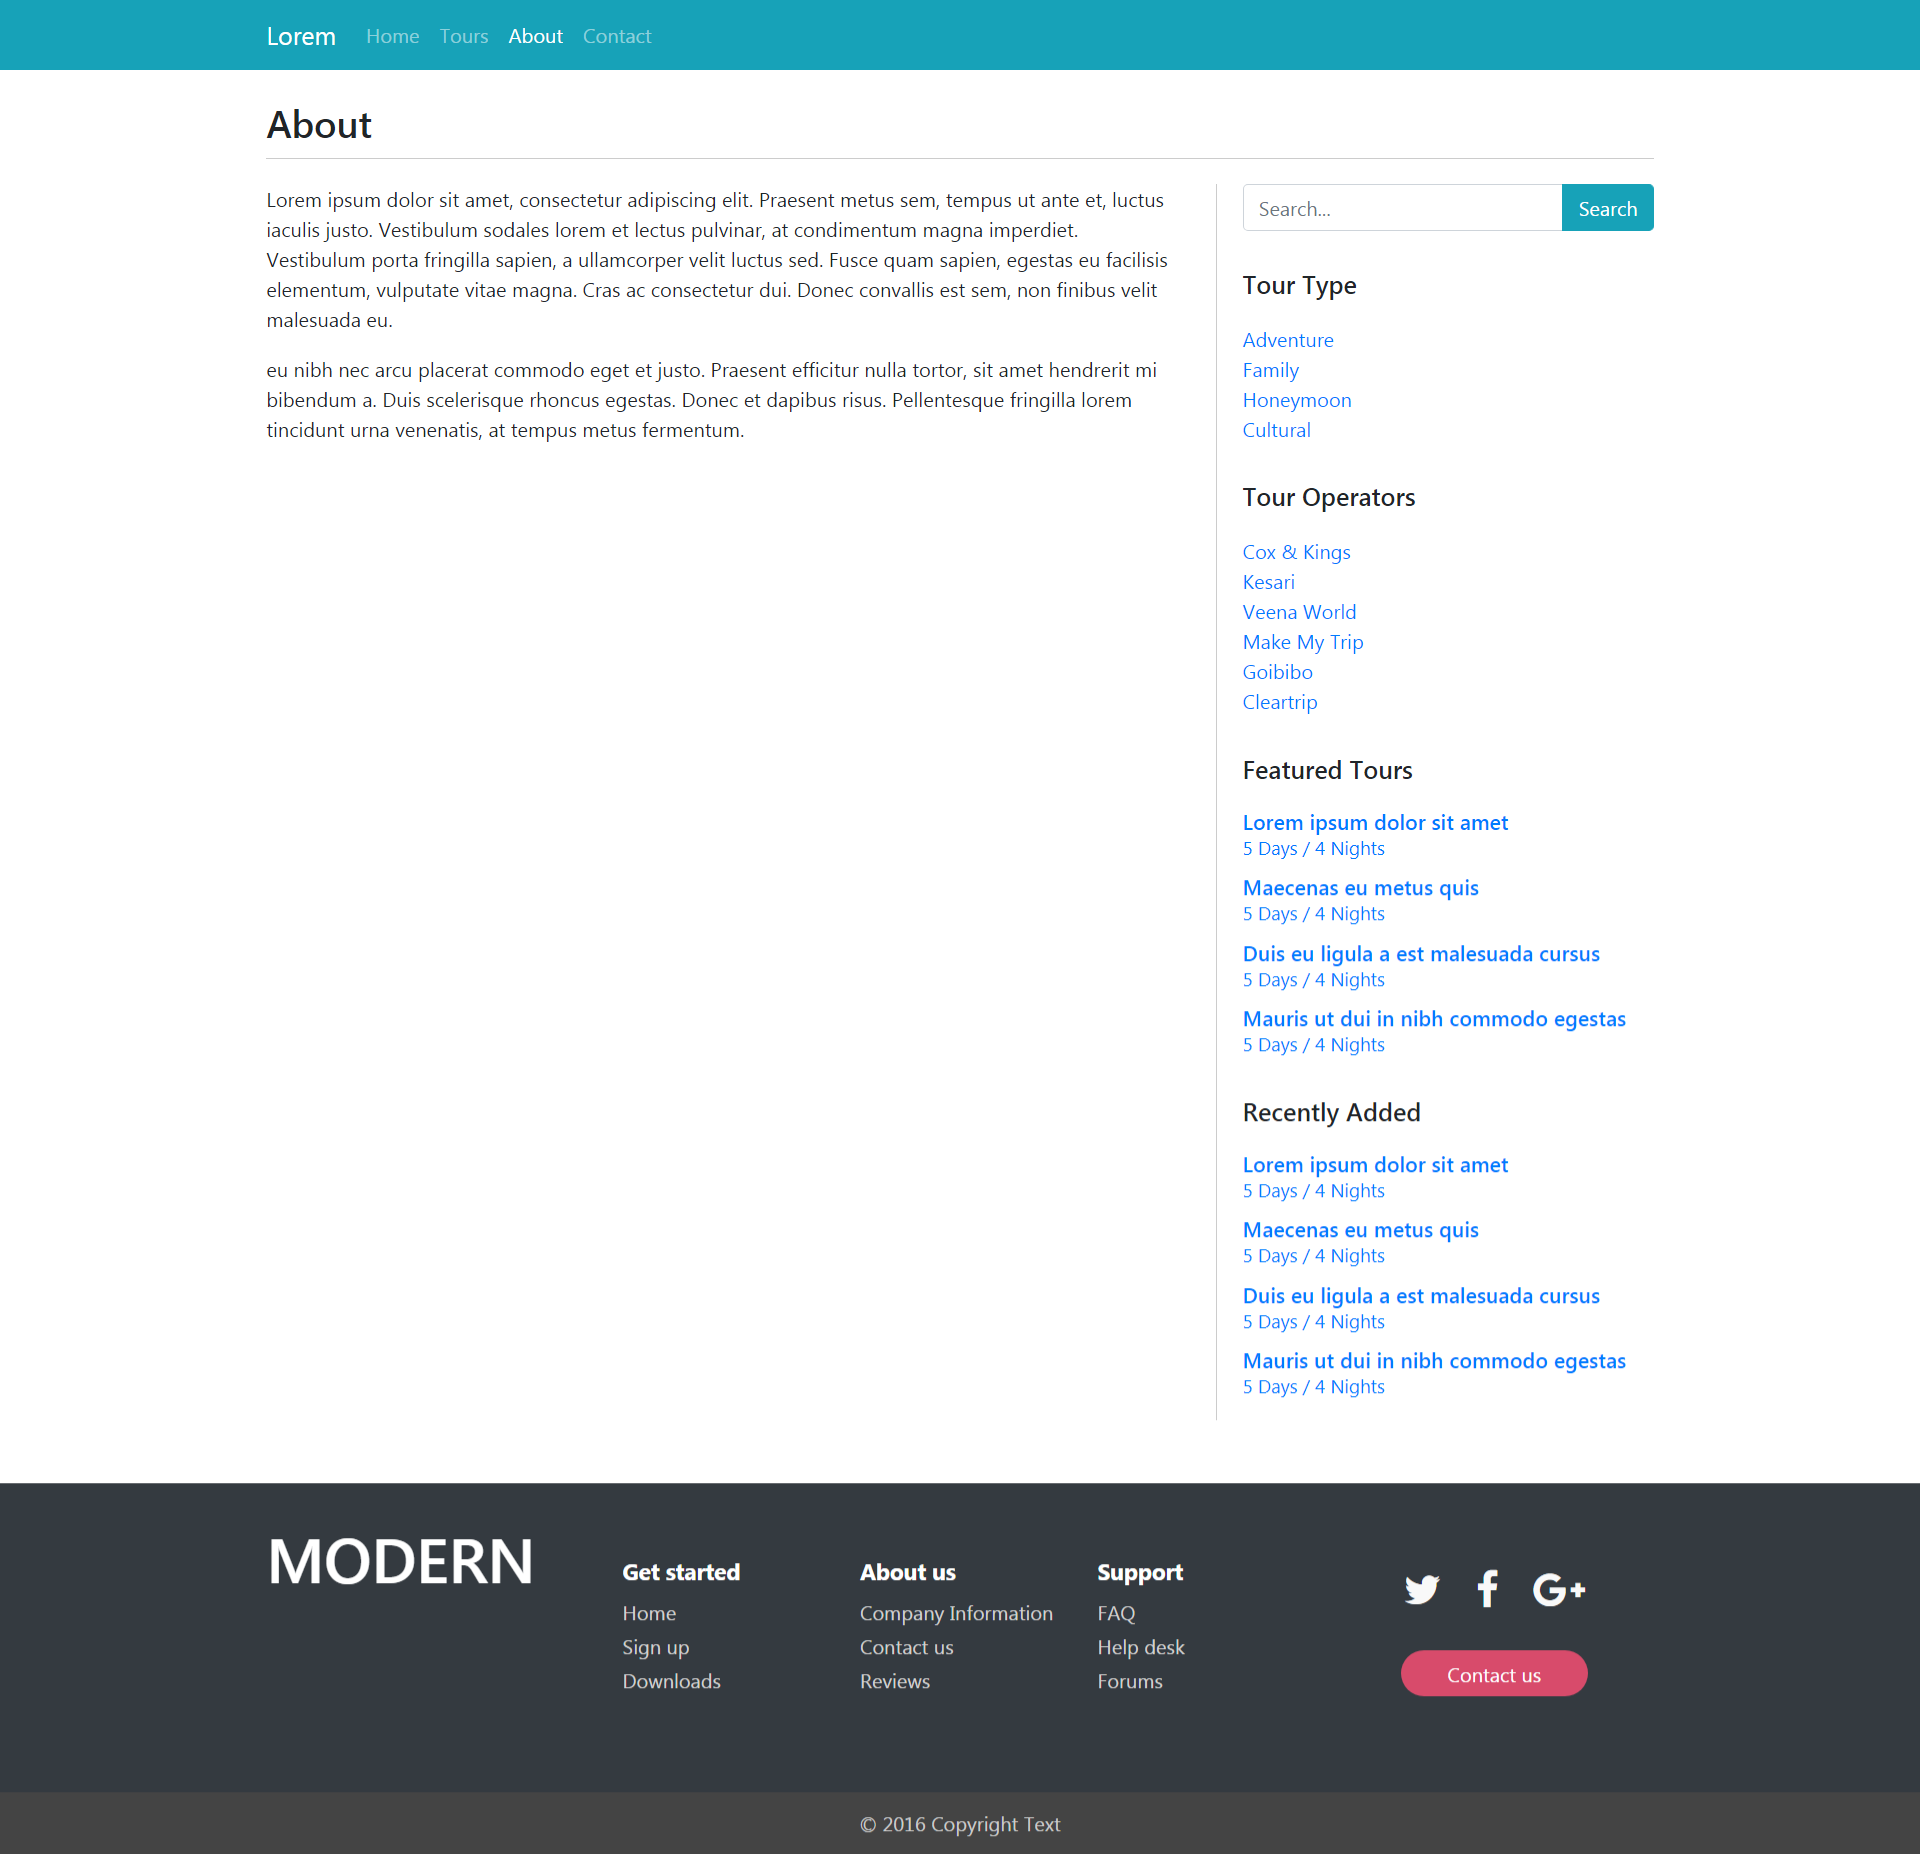 Lorem
Home
Tours
About
Contact
About
Lorem ipsum dolor sit amet, consectetur adipiscing elit. Praesent metus sem, tempus ut ante et, luctus
iaculis justo. Vestibulum sodales lorem et lectus pulvinar, at condimentum magna imperdiet.
Vestibulum porta fringilla sapien, a ullamcorper velit luctus sed. Fusce quam sapien, egestas eu facilisis
elementum, vulputate vitae magna. Cras ac consectetur dui. Donec convallis est sem, non finibus velit
malesuada eu.
eu nibh nec arcu placerat commodo eget et justo. Praesent efficitur nulla tortor, sit amet hendrerit mi
bibendum a. Duis scelerisque rhoncus egestas. Donec et dapibus risus. Pellentesque fringilla lorem
tincidunt urna venenatis, at tempus metus fermentum.
Search...
Search
Tour Type
Adventure
Family
Honeymoon
Cultural
Tour Operators
Cox & Kings
Kesari
Veena World
Make My Trip
Goibibo
Cleartrip
Featured Tours
Lorem ipsum dolor sit amet
5 Days / 4 Nights
Maecenas eu metus quis
5 Days / 4 Nights
Duis eu ligula a est malesuada cursus
5 Days / 4 Nights
Mauris ut dui in nibh commodo egestas
5 Days / 4 Nights
Recently Added
Lorem ipsum dolor sit amet
5 Days / 4 Nights
Maecenas eu metus quis
5 Days / 4 Nights
Duis eu ligula a est malesuada cursus
5 Days / 4 Nights
Mauris ut dui in nibh commodo egestas
5 Days / 4 Nights
MODERN
Get started
Home
Sign up
Downloads
About us
Company Information
Contact us
Reviews
Support
FAQ
Help desk
Forums
Contact us
© 2016 Copyright Text